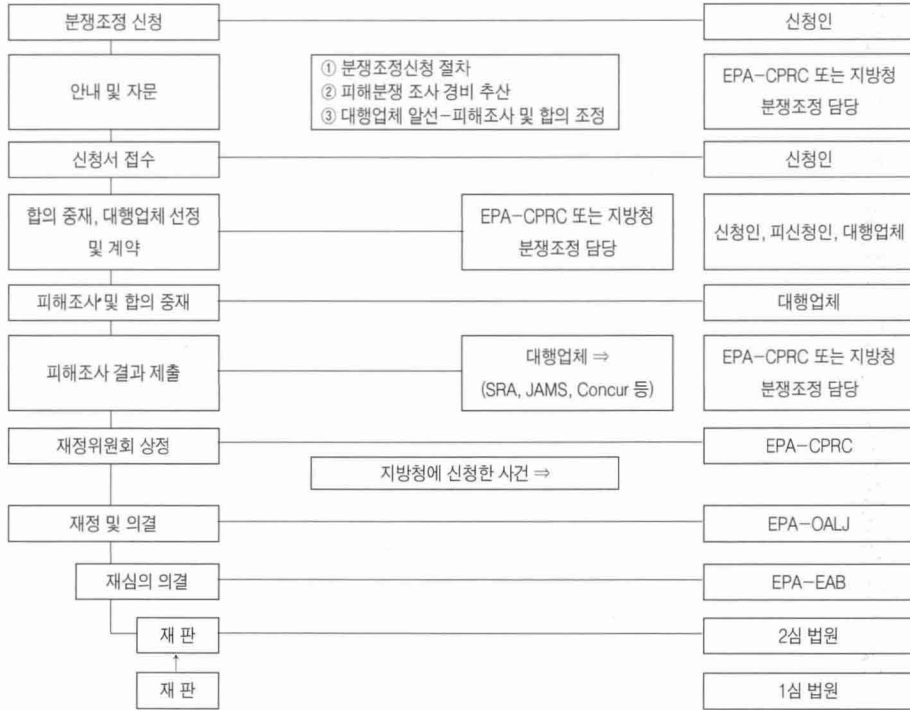 분쟁조정 신청
신청인
안내 및 자문
① 분쟁조정신청 절차
② 피해분쟁 조사 경비 추산
③ 대행업체 알선-피해조사 및 합의 조정
EPA-CPRC 또는 지방청
분쟁조정 담당
신청서 접수
신청인
합의 중재, 대행업체 선정
및 계약
EPA-CPRC 또는 지방청
분쟁조정 담당
신청인, 피신청인, 대행업체
피해조사 및 합의 중재
대행업체
피해조사 결과 제출
대행업체 ⇒
(SRA, JAMS, Concur 등)
EPA-CPRC 또는 지방청
분쟁조정 담당
재정위원회 상정
EPA-CPRC
지방청에 신청한 사건 ⇒
재정 및 의결
EPA-OALJ
재심의 의결
EPA-EAB
재 판
2심 법원
재 판
1심 법원